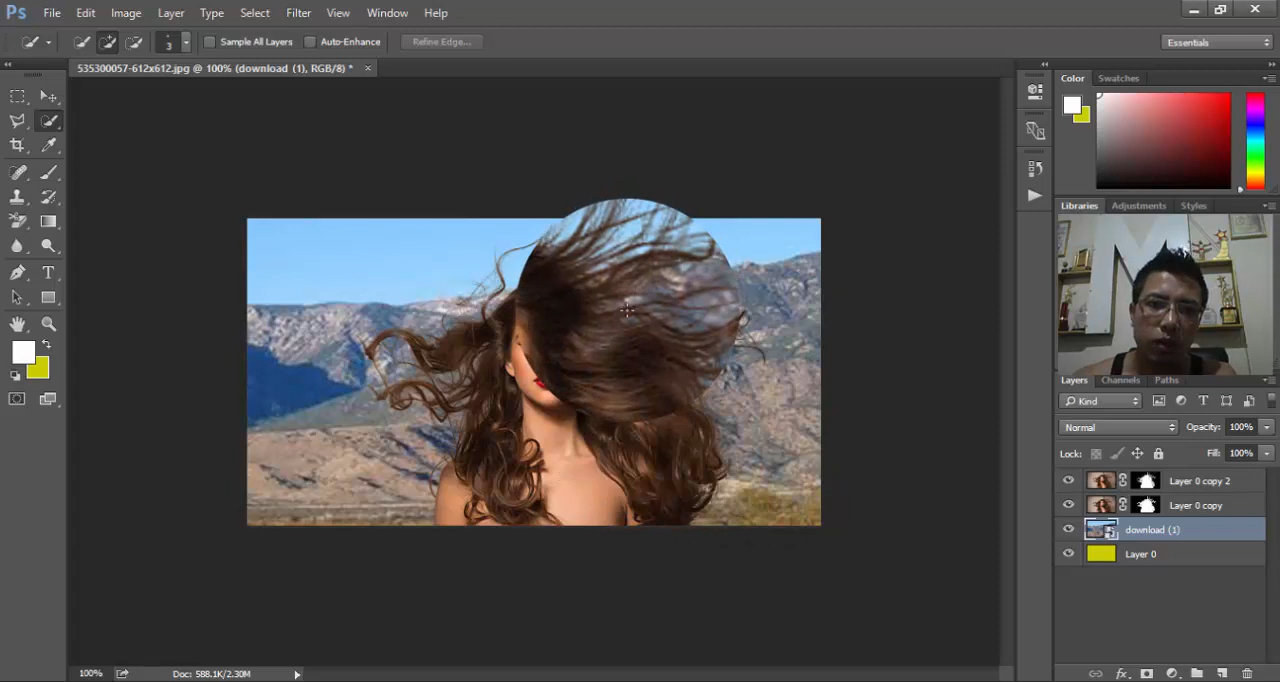 Ps File Edit Image Layer Type Select Filter View Window Help
3 Sample All Layers Auto-Enhance Refine Edge... Essentials
535300057-612x612.jpg @ 100% (download (1), RGB/8) * ×
Color Swatches
Libraries Adjustments Styles
M
Layers Channels Paths
Kind
Normal Opacity: 100%
Lock: Fill: 100%
Layer 0 copy 2
Layer 0 copy
download (1)
Layer 0
100% Doc: 588.1K/2.30M
fx